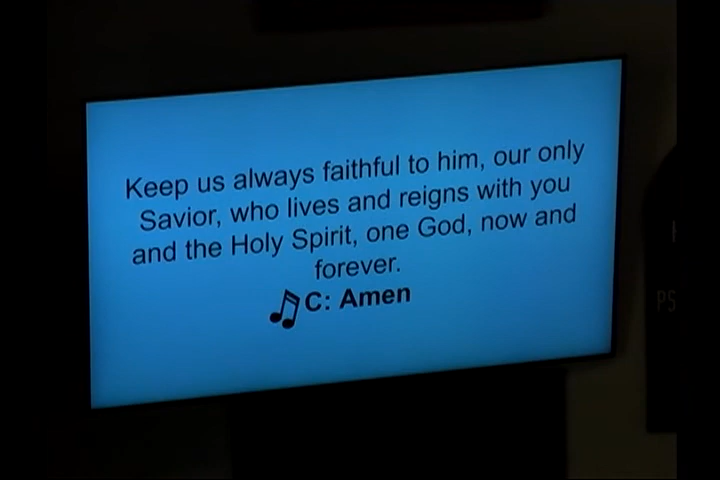 Keep us always faithful to him, our only
Savior, who lives and reigns with you
and the Holy Spirit, one God, now and
forever.
C: Amen
PS